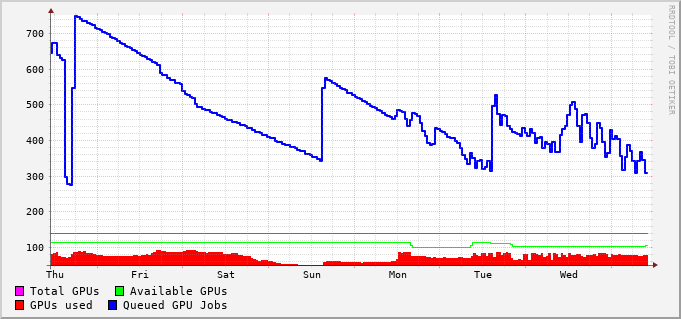 RRDTOOL / TOBI OETIKER
700
600
500
400
300
200
100
Thu Fri Sat Sun Mon Tue Wed
Total GPUs Available GPUs
GPUs used Queued GPU Jobs